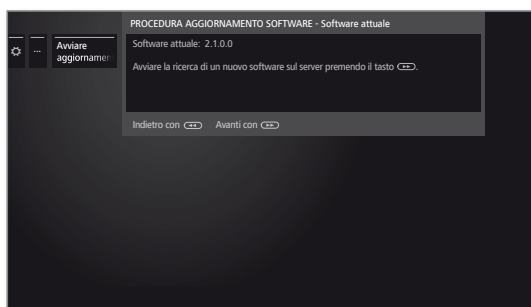 PROCEDURA AGGIORNAMENTO SOFTWARE - Software attuale
... Avviare
aggiornamen
Software attuale: 2.1.0.0
Avviare la ricerca di un nuovo software sul server premendo il tasto.
Indietro con Avanti con